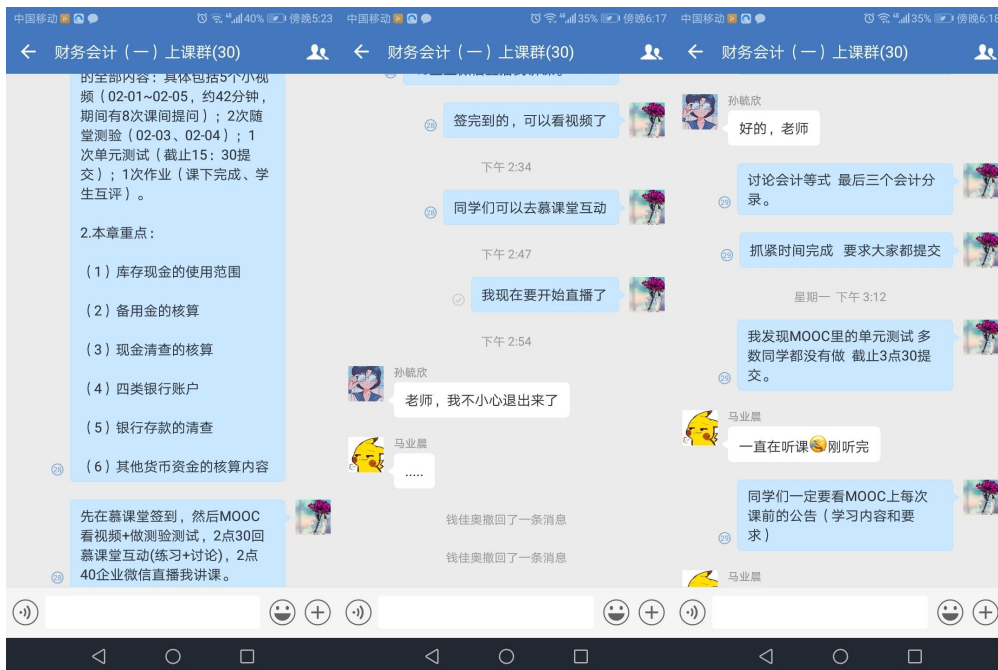 中国移动 40% 傍晚5:23
财务会计（一）上课群(30)
的全部内容：具体包括5个小视
频（02-01~02-05，约42分钟，
期间有8次课间提问）；2次随
堂测验（02-03、02-04）；1
次单元测试（截止15：30提
交）；1次作业（课下完成、学
生互评）。
2.本章重点：
（1）库存现金的使用范围
（2）备用金的核算
（3）现金清查的核算
（4）四类银行账户
（5）银行存款的清查
（6）其他货币资金的核算内容
28
先在慕课堂签到，然后MOOC
看视频+做测验测试，2点30回
慕课堂互动(练习+讨论)，2点
40企业微信直播我讲课。
28
中国移动 35% 傍晚6:17
财务会计（一）上课群(30)
签完到的，可以看视频了
28
下午 2:34
同学们可以去慕课堂互动
28
下午 2:47
我现在要开始直播了
下午 2:54
孙毓欣
老师，我不小心退出来了
马业晨
.....
钱佳奥撤回了一条消息
钱佳奥撤回了一条消息
中国移动 35% 傍晚6:18
财务会计（一）上课群(30)
孙毓欣
好的，老师
讨论会计等式 最后三个会计分
录。
29
抓紧时间完成 要求大家都提交
29
星期一 下午 3:12
我发现MOOC里的单元测试 多
数同学都没有做 截止3点30提
交。
29
马业晨
一直在听课刚听完
同学们一定要看MOOC上每次
课前的公告（学习内容和要
求）
29
马业晨